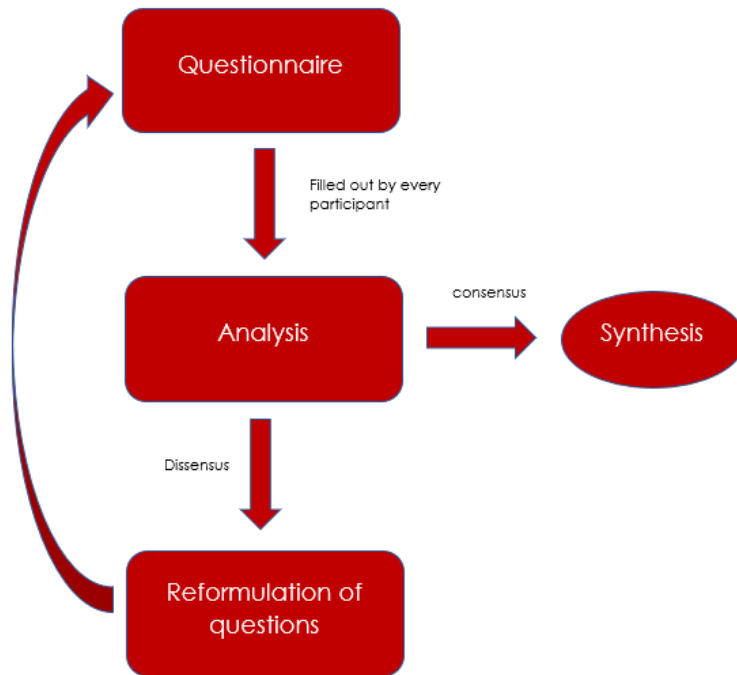 Questionnaire
Filled out by every
participant
Analysis
consensus
Synthesis
Dissensus
Reformulation of
questions